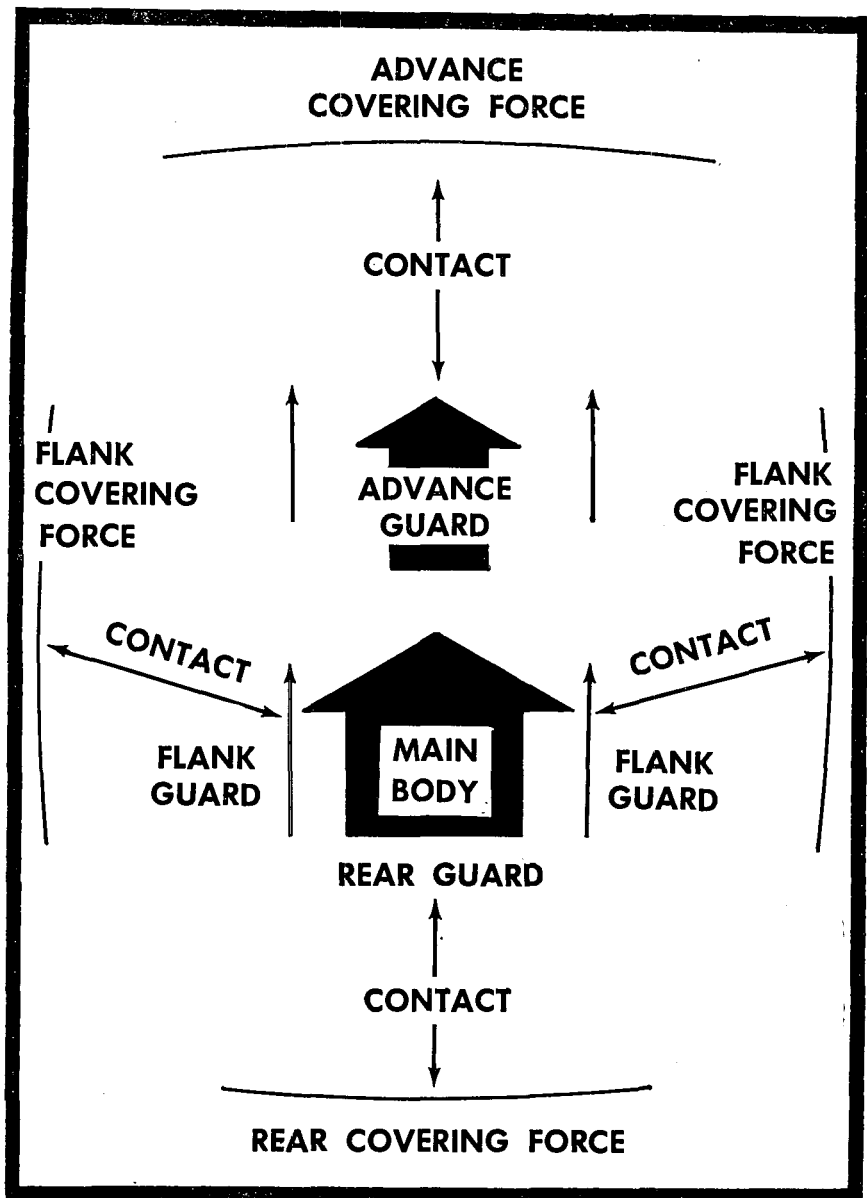 ADVANCE
COVERING FORCE
CONTACT
FLANK
COVERING
FORCE
ADVANCE
GUARD
FLANK
COVERING
FORCE
CONTACT
CONTACT
FLANK
GUARD
MAIN
BODY
FLANK
GUARD
REAR GUARD
CONTACT
REAR COVERING FORCE